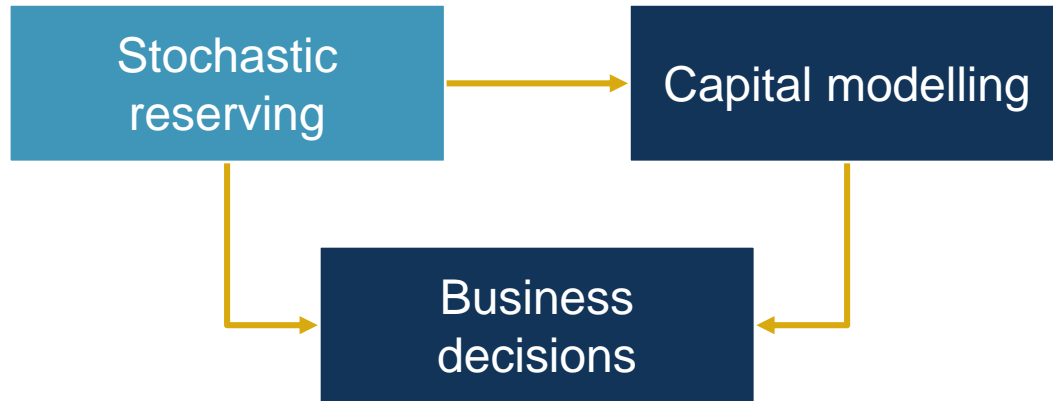 Stochastic
reserving
Capital modelling
Business
decisions